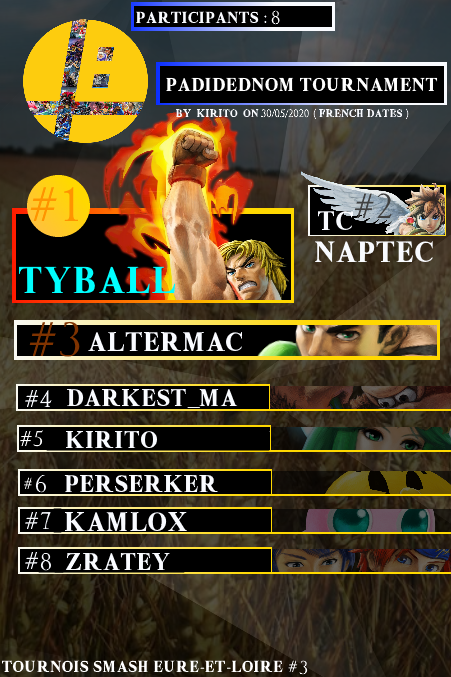 PARTICIPANTS : 8
PADIDEDNOM TOURNAMENT
BY KIRITO ON 30/05/2020 ( FRENCH DATES )
#1
TYBALL
#2
TC
NAPTEC
#3 ALTERMAC
#4 DARKEST_MA
#5 KIRITO
#6 PERSERKER
#7 KAMLOX
#8 ZRATEY
TOURNOIS SMASH EURE-ET-LOIRE #3